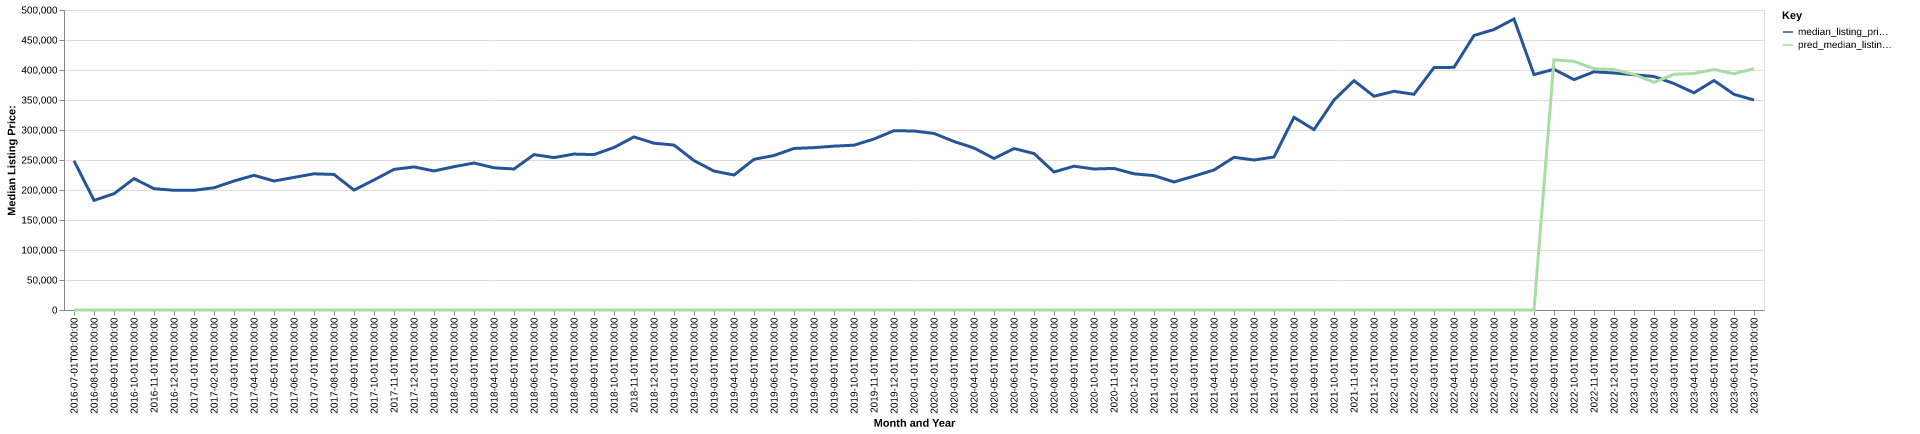 500,000
450,000
400,000
350,000
300,000
250,000
200,000
150,000
100,000
50,000
0
Median Listing Price:
2016-07-01T00:00:00
2016-08-01T00:00:00
2016-09-01T00:00:00
2016-10-01T00:00:00
2016-11-01T00:00:00
2016-12-01T00:00:00
2017-01-01T00:00:00
2017-02-01T00:00:00
2017-03-01T00:00:00
2017-04-01T00:00:00
2017-05-01T00:00:00
2017-06-01T00:00:00
2017-07-01T00:00:00
2017-08-01T00:00:00
2017-09-01T00:00:00
2017-10-01T00:00:00
2017-11-01T00:00:00
2017-12-01T00:00:00
2018-01-01T00:00:00
2018-02-01T00:00:00
2018-03-01T00:00:00
2018-04-01T00:00:00
2018-05-01T00:00:00
2018-06-01T00:00:00
2018-07-01T00:00:00
2018-08-01T00:00:00
2018-09-01T00:00:00
2018-10-01T00:00:00
2018-11-01T00:00:00
2018-12-01T00:00:00
2019-01-01T00:00:00
2019-02-01T00:00:00
2019-03-01T00:00:00
2019-04-01T00:00:00
2019-05-01T00:00:00
2019-06-01T00:00:00
2019-07-01T00:00:00
2019-08-01T00:00:00
2019-09-01T00:00:00
2019-10-01T00:00:00
2019-11-01T00:00:00
2019-12-01T00:00:00
2020-01-01T00:00:00
2020-02-01T00:00:00
2020-03-01T00:00:00
2020-04-01T00:00:00
2020-05-01T00:00:00
2020-06-01T00:00:00
2020-07-01T00:00:00
2020-08-01T00:00:00
2020-09-01T00:00:00
2020-10-01T00:00:00
2020-11-01T00:00:00
2020-12-01T00:00:00
2021-01-01T00:00:00
2021-02-01T00:00:00
2021-03-01T00:00:00
2021-04-01T00:00:00
2021-05-01T00:00:00
2021-06-01T00:00:00
2021-07-01T00:00:00
2021-08-01T00:00:00
2021-09-01T00:00:00
2021-10-01T00:00:00
2021-11-01T00:00:00
2021-12-01T00:00:00
2022-01-01T00:00:00
2022-02-01T00:00:00
2022-03-01T00:00:00
2022-04-01T00:00:00
2022-05-01T00:00:00
2022-06-01T00:00:00
2022-07-01T00:00:00
2022-08-01T00:00:00
2022-09-01T00:00:00
2022-10-01T00:00:00
2022-11-01T00:00:00
2022-12-01T00:00:00
2023-01-01T00:00:00
2023-02-01T00:00:00
2023-03-01T00:00:00
2023-04-01T00:00:00
2023-05-01T00:00:00
2023-06-01T00:00:00
2023-07-01T00:00:00
Month and Year
Key
median_listing_pri…
pred_median_listin…